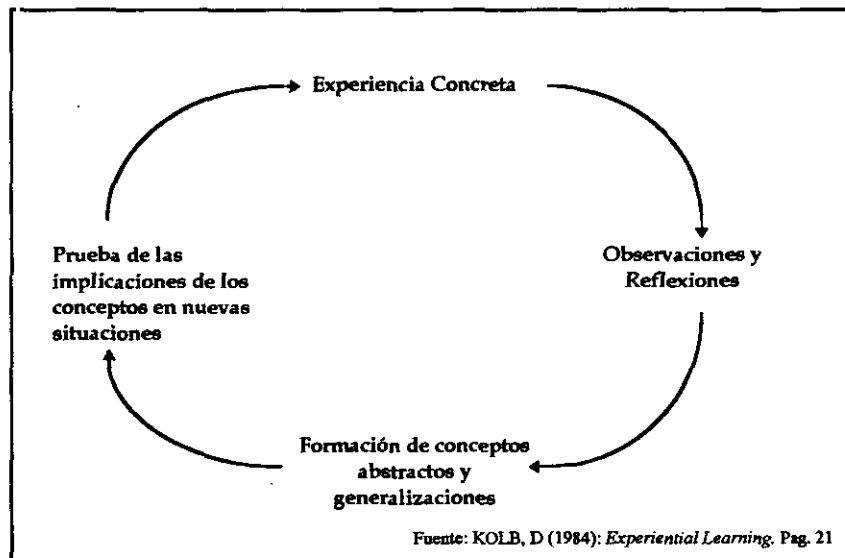 Experiencia Concreta
Observaciones y
Reflexiones
Formación de conceptos
abstractos y
generalizaciones
Prueba de las
implicaciones de los
conceptos en nuevas
situaciones
Fuente: KOLB, D (1984): Experiential Learning. Pag. 21